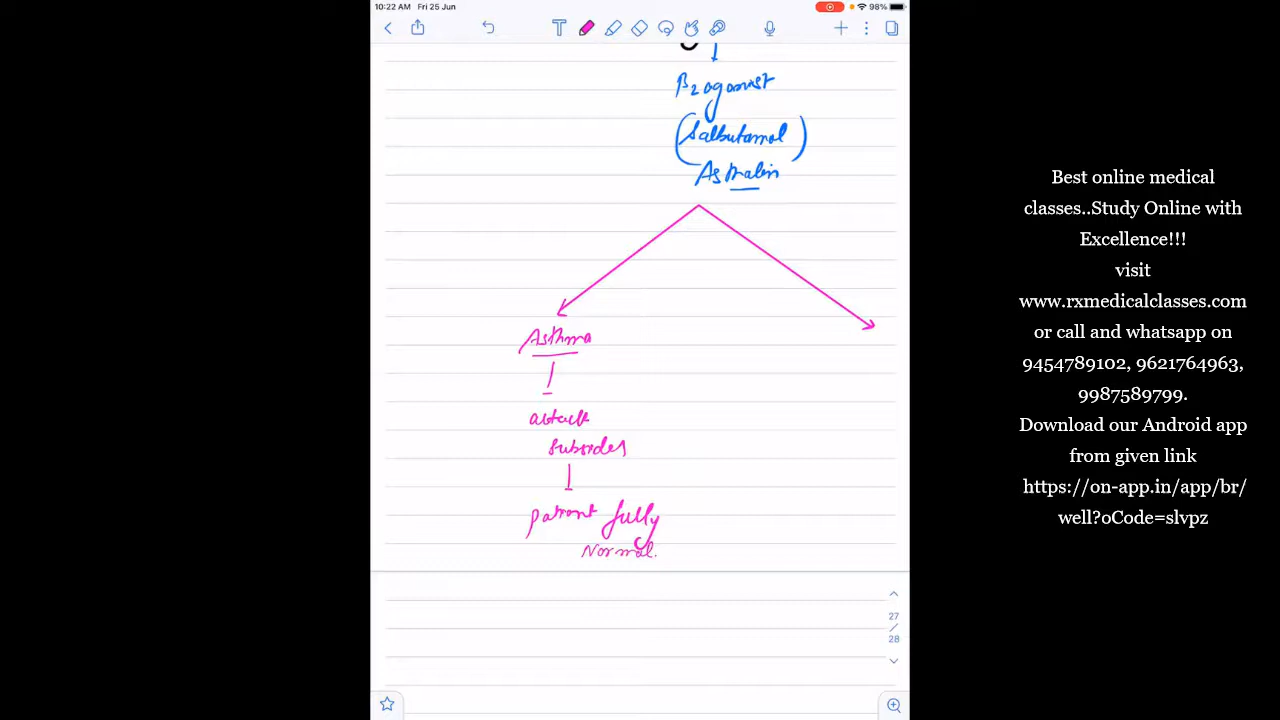 10:22 AM Fri 25 Jun
98%
T
β2 agonist
(Salbutamol)
Asthalin
Asthma
attack
subsides
patient fully
Normal.
27
/
28
Best online medical
classes..Study Online with
Excellence!!!
visit
www.rxmedicalclasses.com
or call and whatsapp on
9454789102, 9621764963,
9987589799.
Download our Android app
from given link
https://on-app.in/app/br/
well?oCode=slvpz